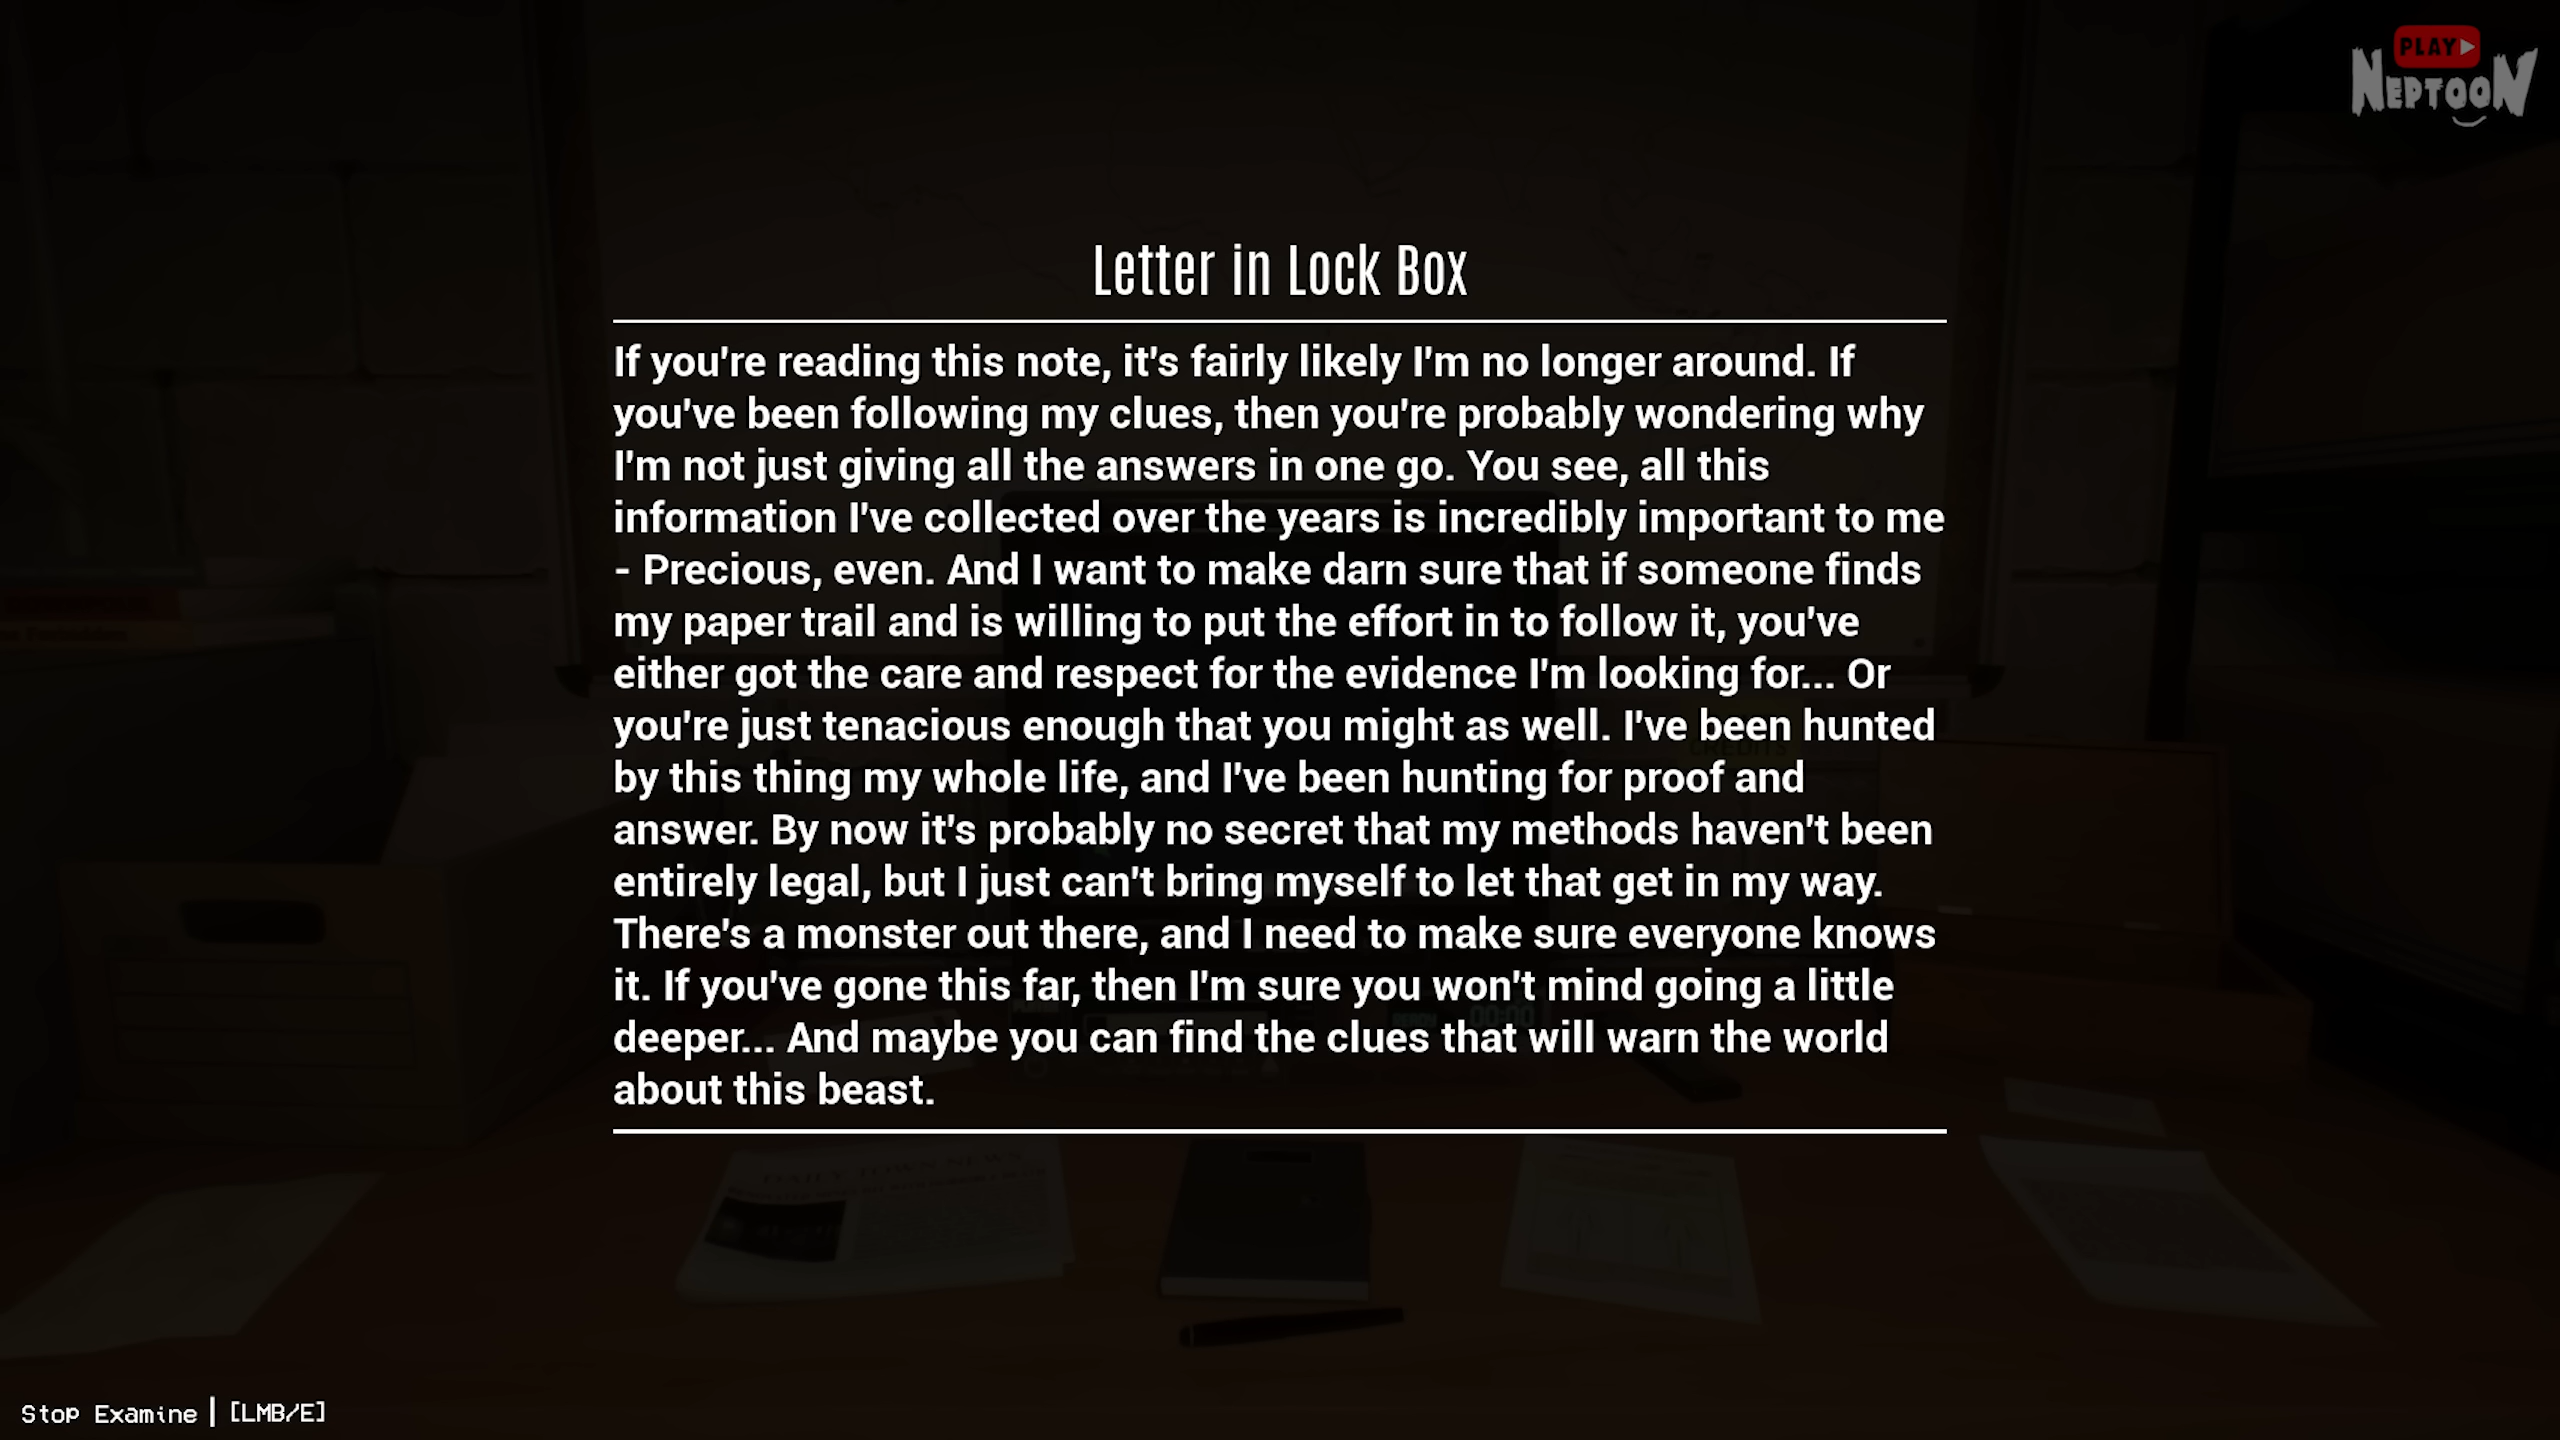 PLAY
NEPTOON
Letter in Lock Box
If you're reading this note, it's fairly likely I'm no longer around. If
you've been following my clues, then you're probably wondering why
I'm not just giving all the answers in one go. You see, all this
information I've collected over the years is incredibly important to me
- Precious, even. And I want to make darn sure that if someone finds
my paper trail and is willing to put the effort in to follow it, you've
either got the care and respect for the evidence I'm looking for... Or
you're just tenacious enough that you might as well. I've been hunted
by this thing my whole life, and I've been hunting for proof and
answer. By now it's probably no secret that my methods haven't been
entirely legal, but I just can't bring myself to let that get in my way.
There's a monster out there, and I need to make sure everyone knows
it. If you've gone this far, then I'm sure you won't mind going a little
deeper... And maybe you can find the clues that will warn the world
about this beast.
CREDITS
00:00
DAILY TOWN NEWS
Stop Examine | [LMB/E]